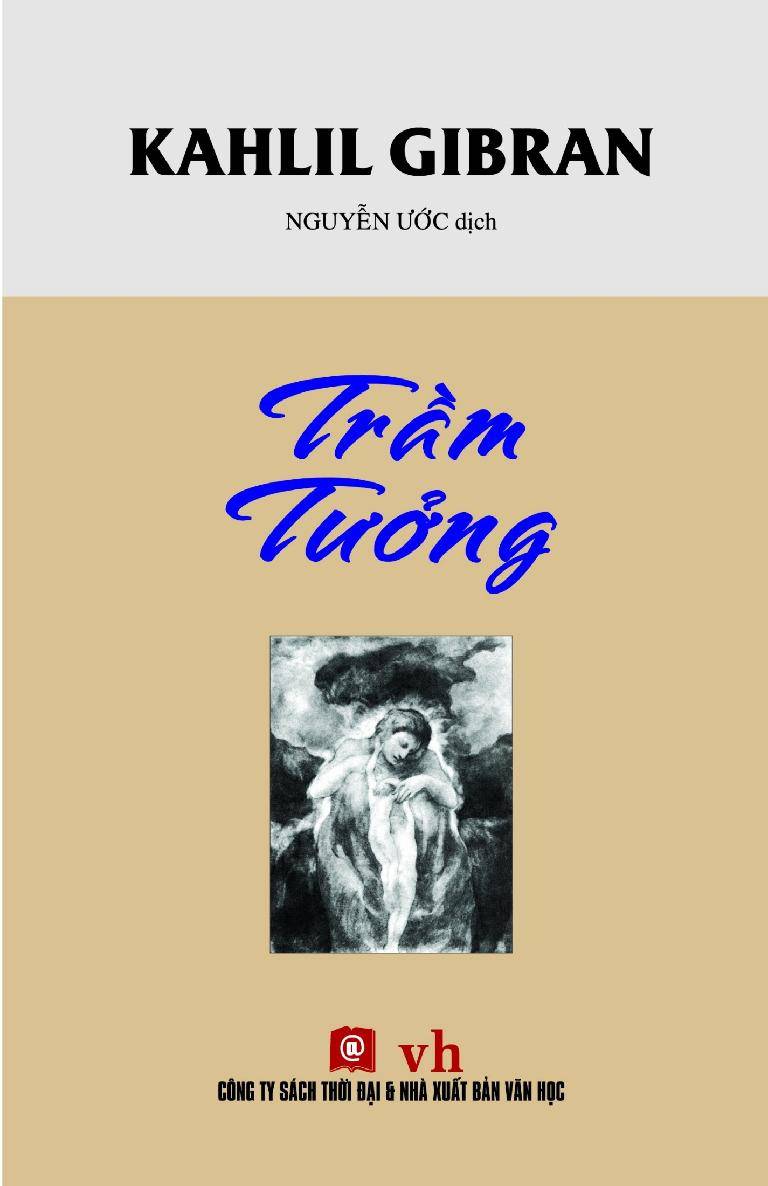 KAHLIL GIBRAN
NGUYỄN ƯỚC dịch
Trầm
Tưởng
@ vh
CÔNG TY SÁCH THỜI ĐẠI & NHÀ XUẤT BẢN VĂN HỌC